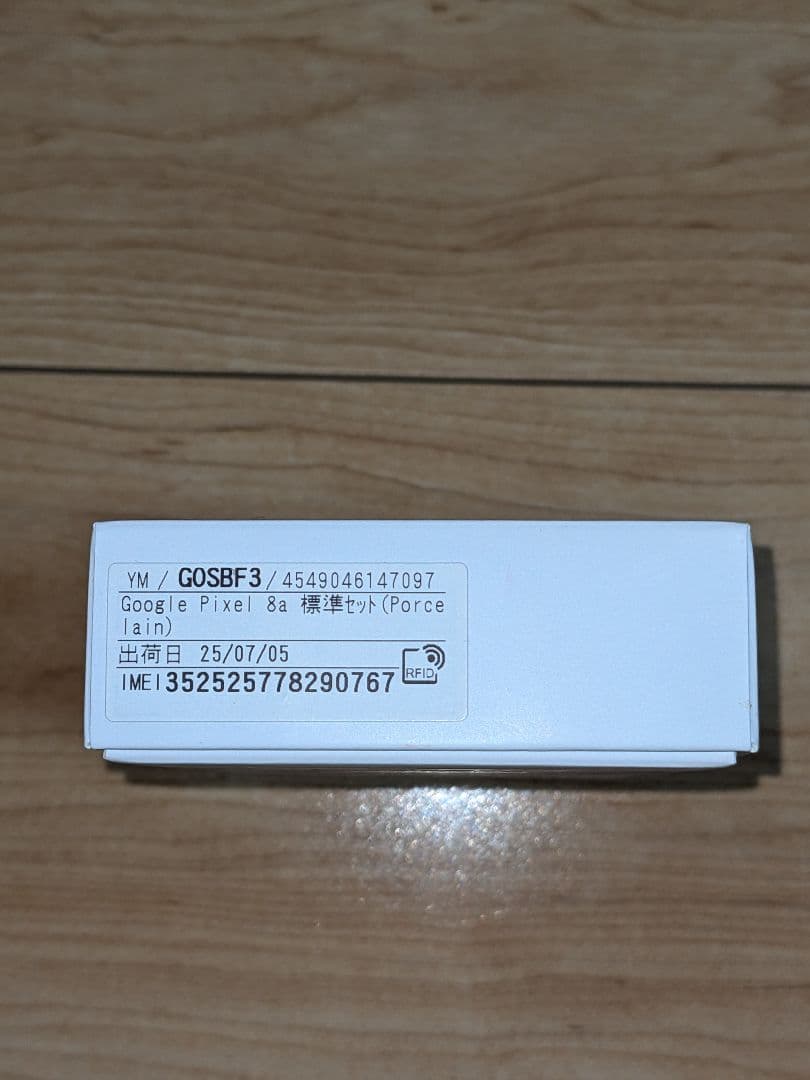 YM / GOSBF3 / 4549046147097
Google Pixel 8a 標準セット(Porce
lain)
出荷日 25/07/05
RFID
IMEI 352525778290767